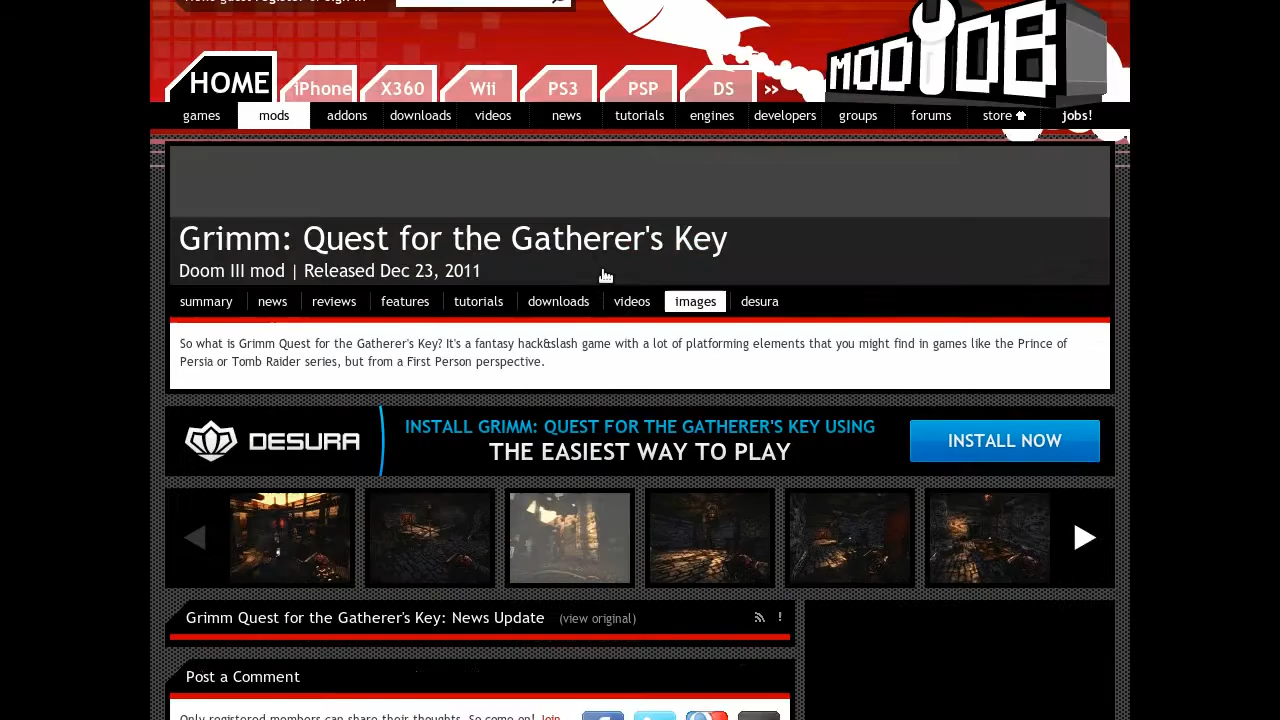 HOME iPhone X360 Wii PS3 PSP DS »
MOD DB
games mods addons downloads videos news tutorials engines developers groups forums store jobs!
Grimm: Quest for the Gatherer's Key
Doom III mod | Released Dec 23, 2011
summary news reviews features tutorials downloads videos images desura
So what is Grimm Quest for the Gatherer's Key? It's a fantasy hack&slash game with a lot of platforming elements that you might find in games like the Prince of
Persia or Tomb Raider series, but from a First Person perspective.
DESURA
INSTALL GRIMM: QUEST FOR THE GATHERER'S KEY USING
THE EASIEST WAY TO PLAY
INSTALL NOW
Grimm Quest for the Gatherer's Key: News Update (view original) !
Post a Comment
Only registered members can share their thoughts. So come on! Join